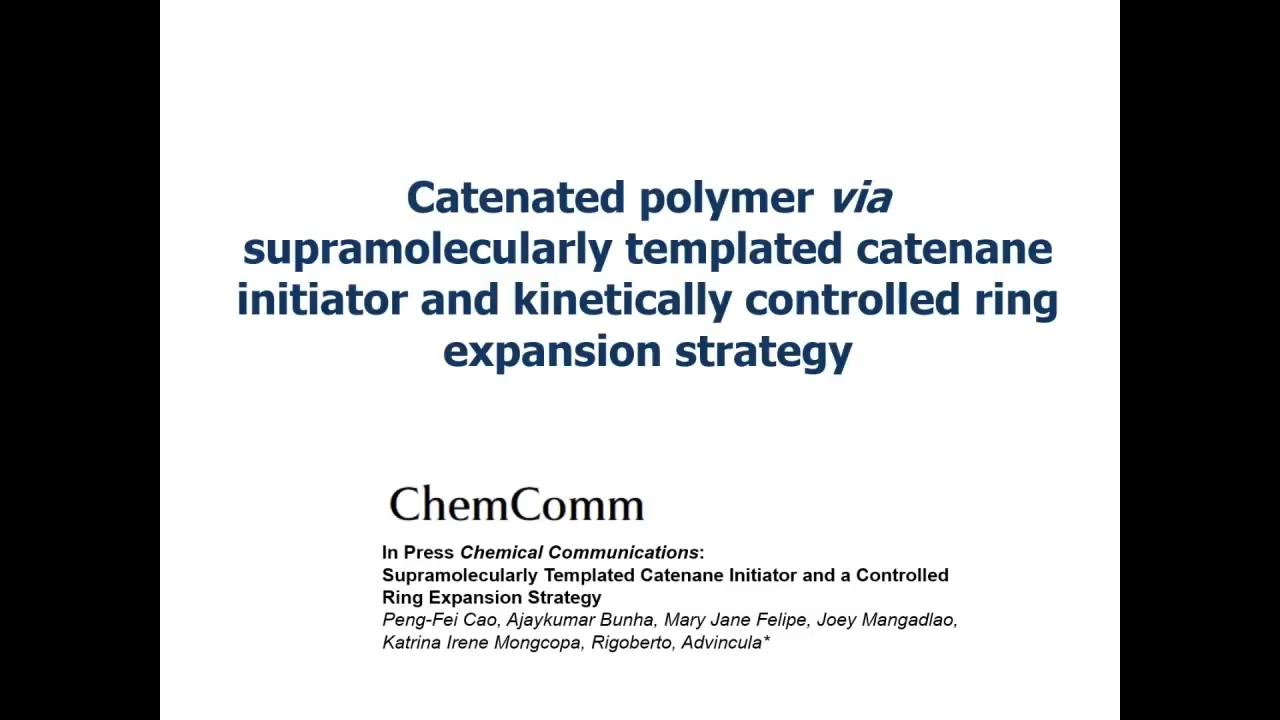 Catenated polymer via
supramolecularly templated catenane
initiator and kinetically controlled ring
expansion strategy
ChemComm
In Press Chemical Communications:
Supramolecularly Templated Catenane Initiator and a Controlled
Ring Expansion Strategy
Peng-Fei Cao, Ajaykumar Bunha, Mary Jane Felipe, Joey Mangadlao,
Katrina Irene Mongcopa, Rigoberto, Advincula*